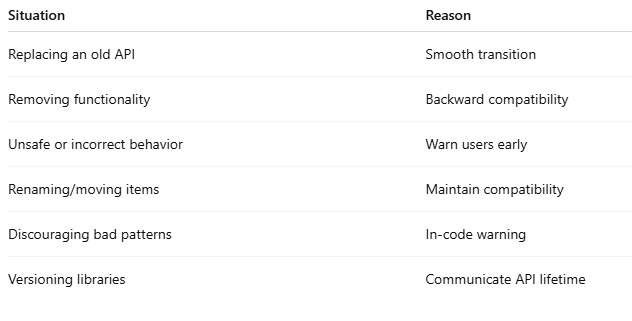 Situation Reason
Replacing an old API Smooth transition
Removing functionality Backward compatibility
Unsafe or incorrect behavior Warn users early
Renaming/moving items Maintain compatibility
Discouraging bad patterns In-code warning
Versioning libraries Communicate API lifetime